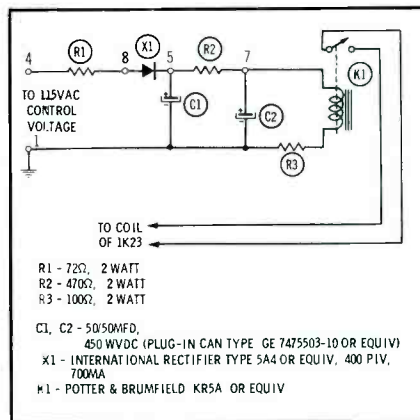 4 R1 8 X1 5 R2 7
K1
TO 115VAC
CONTROL
VOLTAGE
C1
C2
1
R3
TO COIL
OF 1K23
R1 - 72Ω, 2 WATT
R2 - 470Ω, 2 WATT
R3 - 100Ω, 2 WATT
C1, C2 - 50/50MFD,
450 WVDC (PLUG-IN CAN TYPE GE 7475503-10 OR EQUIV)
X1 - INTERNATIONAL RECTIFIER TYPE 5A4 OR EQUIV, 400 PIV,
700MA
K1 - POTTER & BRUMFIELD KR5A OR EQUIV